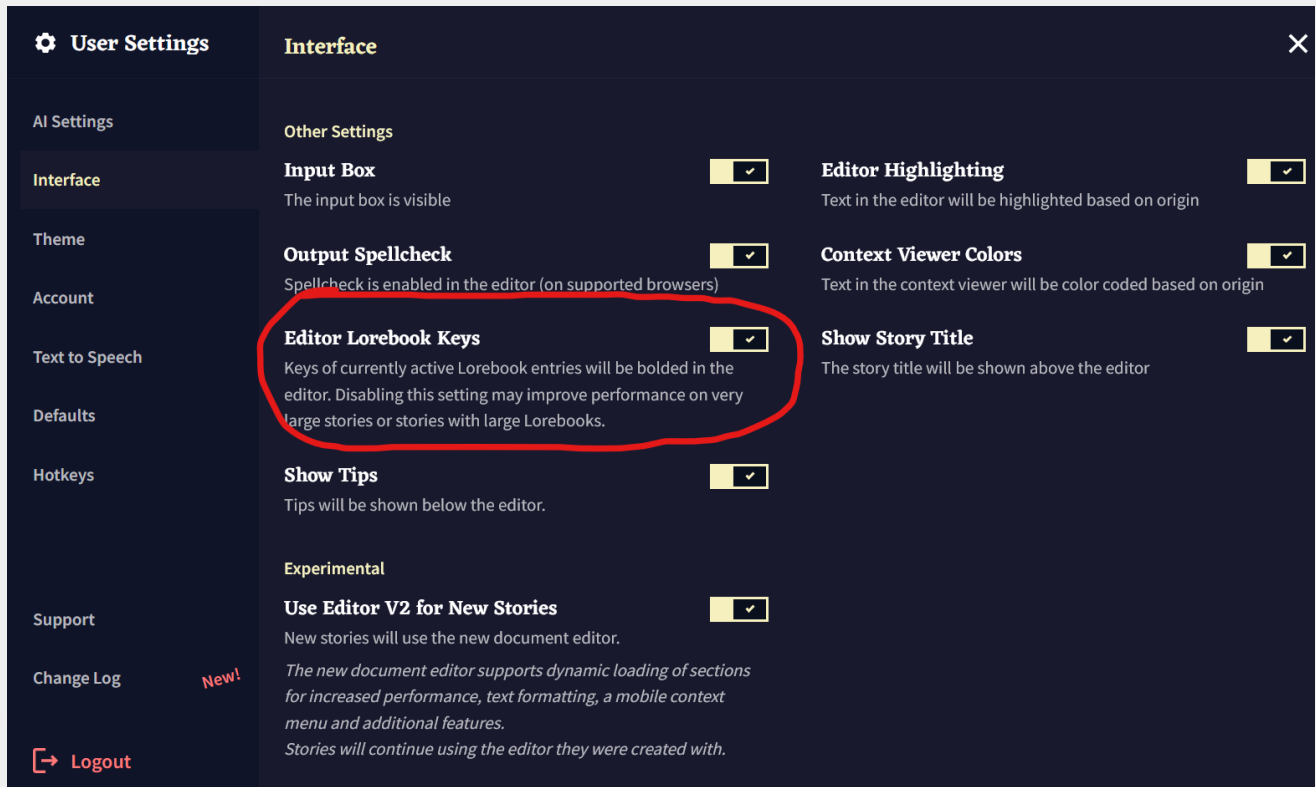 User Settings
AI Settings
Interface
Theme
Account
Text to Speech
Defaults
Hotkeys
Support
Change Log
New!
Logout
Interface
Other Settings
Input Box
The input box is visible
Editor Highlighting
Text in the editor will be highlighted based on origin
Output Spellcheck
Spellcheck is enabled in the editor (on supported browsers)
Context Viewer Colors
Text in the context viewer will be color coded based on origin
Editor Lorebook Keys
Keys of currently active Lorebook entries will be bolded in the
editor. Disabling this setting may improve performance on very
large stories or stories with large Lorebooks.
Show Story Title
The story title will be shown above the editor
Show Tips
Tips will be shown below the editor.
Experimental
Use Editor V2 for New Stories
New stories will use the new document editor.
The new document editor supports dynamic loading of sections
for increased performance, text formatting, a mobile context
menu and additional features.
Stories will continue using the editor they were created with.